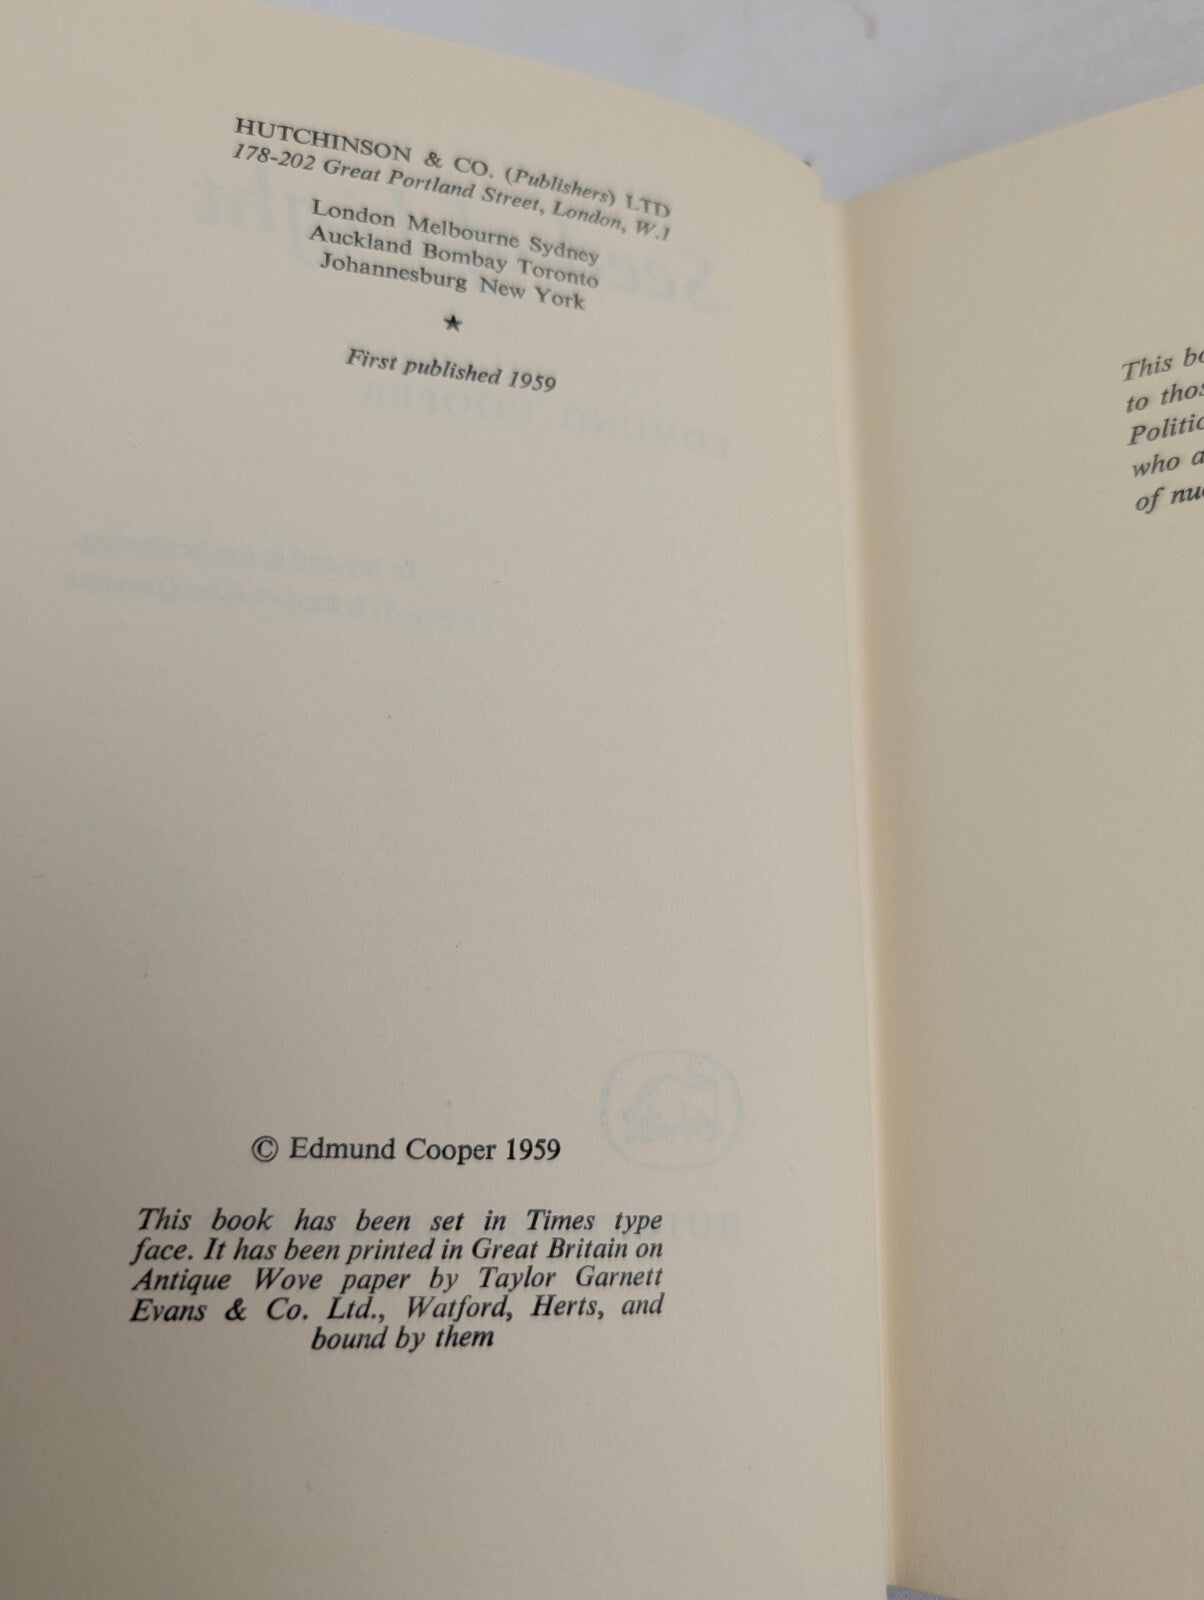 HUTCHINSON & CO. (Publishers) LTD
178-202 Great Portland Street, London, W.1
London Melbourne Sydney
Auckland Bombay Toronto
Johannesburg New York
★
First published 1959
© Edmund Cooper 1959
This book has been set in Times type
face. It has been printed in Great Britain on
Antique Wove paper by Taylor Garnett
Evans & Co. Ltd., Watford, Herts, and
bound by them
This
to
who
of